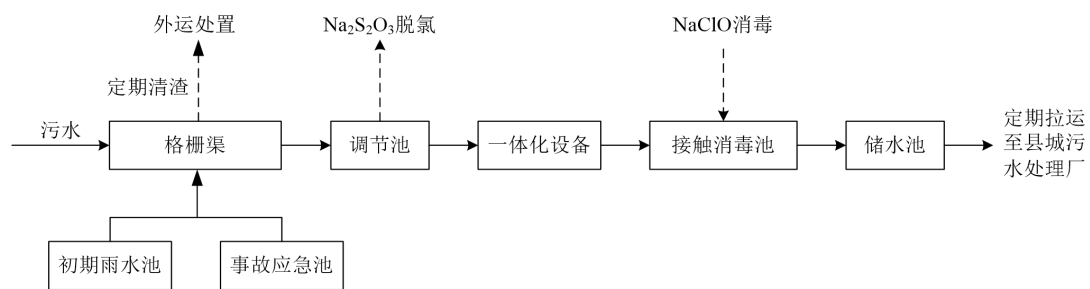 外运处置
Na₂S₂O₃脱氯
NaClO消毒
定期清渣
污水
格栅渠
调节池
一体化设备
接触消毒池
储水池
定期拉运
至县城污
水处理厂
初期雨水池
事故应急池